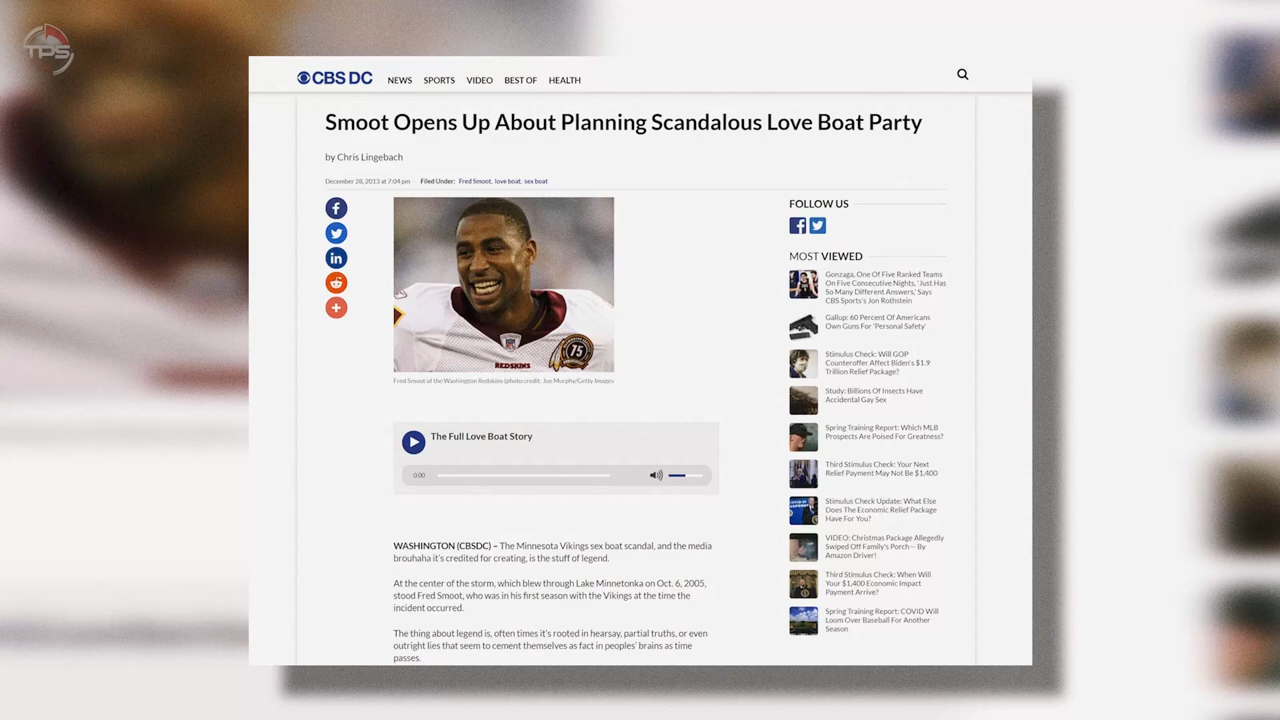 TPS
CBS DC
NEWS SPORTS VIDEO BEST OF HEALTH
Smoot Opens Up About Planning Scandalous Love Boat Party
by Chris Lingebach
December 28, 2013 at 7:04 pm Filed Under: Fred Smoot, love boat, sex boat
75
REDSKINS
Fred Smoot of the Washington Redskins (photo credit: Joe Murphy/Getty Images
The Full Love Boat Story
0:00
WASHINGTON (CBSDC) – The Minnesota Vikings sex boat scandal, and the media
brouhaha it's credited for creating, is the stuff of legend.
At the center of the storm, which blew through Lake Minnetonka on Oct. 6, 2005,
stood Fred Smoot, who was in his first season with the Vikings at the time the
incident occurred.
The thing about legend is, often times it's rooted in hearsay, partial truths, or even
outright lies that seem to cement themselves as fact in peoples' brains as time
passes.
FOLLOW US
MOST VIEWED
Gonzaga, One Of Five Ranked Teams
On Five Consecutive Nights, 'Just Has
So Many Different Answers,' Says
CBS Sports's Jon Rothstein
Gallup: 60 Percent Of Americans
Own Guns For 'Personal Safety'
Stimulus Check: Will GOP
Counteroffer Affect Biden's $1.9
Trillion Relief Package?
Study: Billions Of Insects Have
Accidental Gay Sex
Spring Training Report: Which MLB
Prospects Are Poised For Greatness?
Third Stimulus Check: Your Next
Relief Payment May Not Be $1,400
Stimulus Check Update: What Else
Does The Economic Relief Package
Have For You?
VIDEO: Christmas Package Allegedly
Swiped Off Family's Porch -- By
Amazon Driver!
Third Stimulus Check: When Will
Your $1,400 Economic Impact
Payment Arrive?
Spring Training Report: COVID Will
Loom Over Baseball For Another
Season